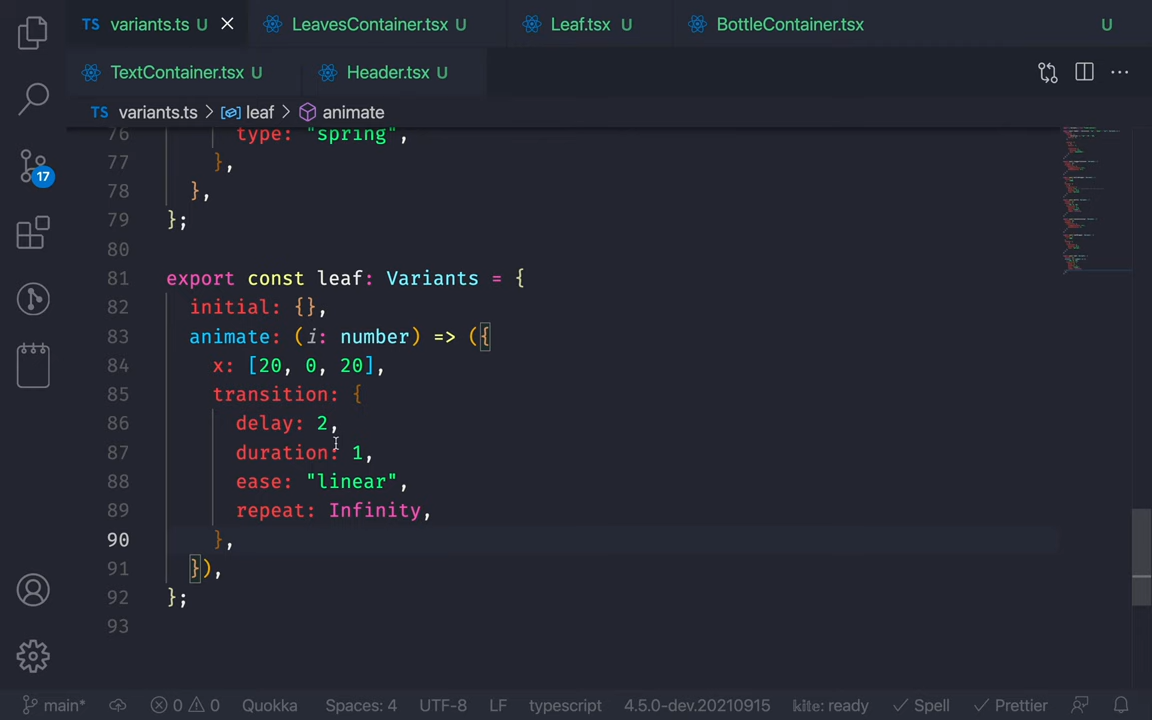 TS variants.ts U
LeavesContainer.tsx U
Leaf.tsx U
BottleContainer.tsx U
TextContainer.tsx U
Header.tsx U
TS variants.ts > leaf > animate
17
76 type: "spring",
77 },
78 },
79 };
80
81 export const leaf: Variants = {
82 initial: {},
83 animate: (i: number) => ({
84 x: [20, 0, 20],
85 transition: {
86 delay: 2,
87 duration: 1,
88 ease: "linear",
89 repeat: Infinity,
90 },
91 }),
92 };
93
main* 0 0 Quokka Spaces: 4 UTF-8 LF typescript 4.5.0-dev.20210915 kite: ready Spell Prettier